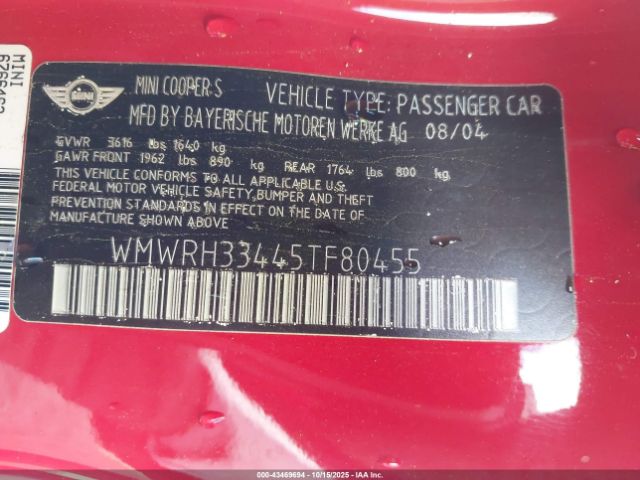 MINI
MINI COOPER S VEHICLE TYPE: PASSENGER CAR
MFD BY BAYERISCHE MOTOREN WERKE AG 08/04
GVWR 3616 lbs 1640 kg
GAWR FRONT 1962 lbs 890 kg REAR 1764 lbs 800 kg
THIS VEHICLE CONFORMS TO ALL APPLICABLE U.S.
FEDERAL MOTOR VEHICLE SAFETY, BUMPER AND THEFT
PREVENTION STANDARDS IN EFFECT ON THE DATE OF
MANUFACTURE SHOWN ABOVE
WMWRH33445TF80455
MINI
000-43469694 | 10/15/2025 | Copart, Inc.